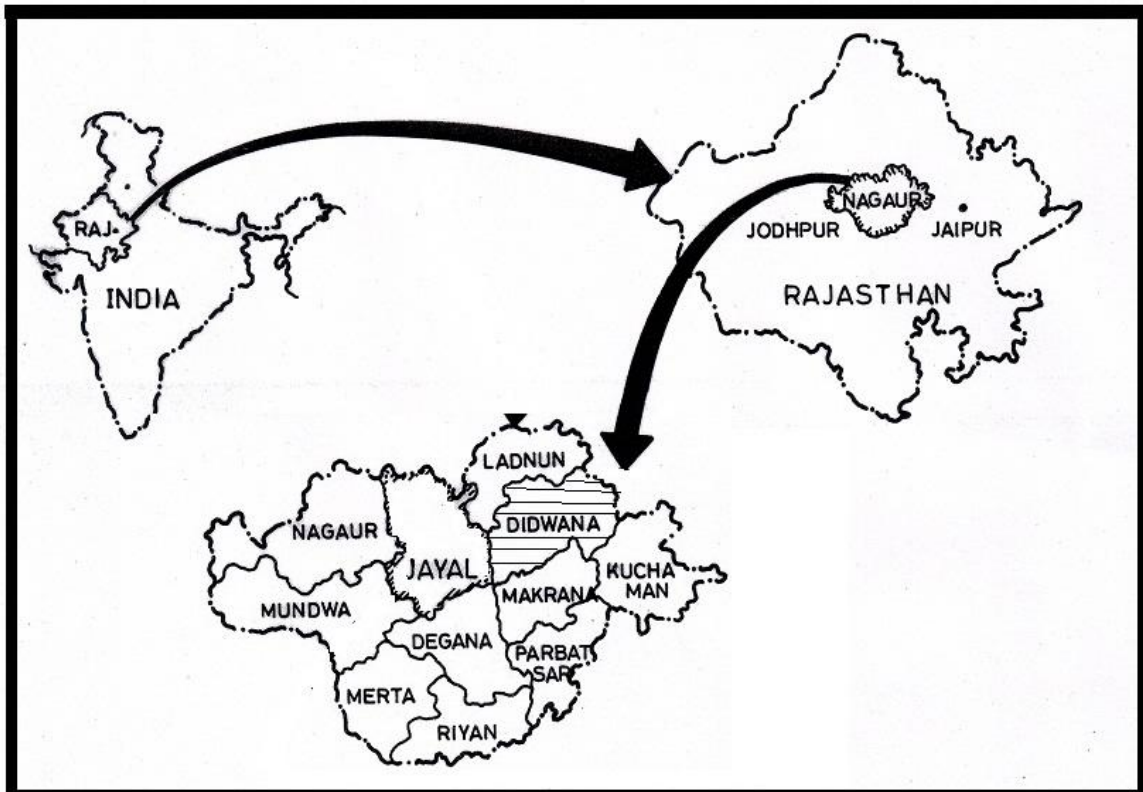 RAJ.
INDIA
NAGAUR
JODHPUR
JAIPUR
RAJASTHAN
LADNUN
DIDWANA
NAGAUR
JAYAL
KUCHA
MAN
MAKRANA
MUNDWA
DEGANA
PARBAT
SAR
MERTA
RIYAN